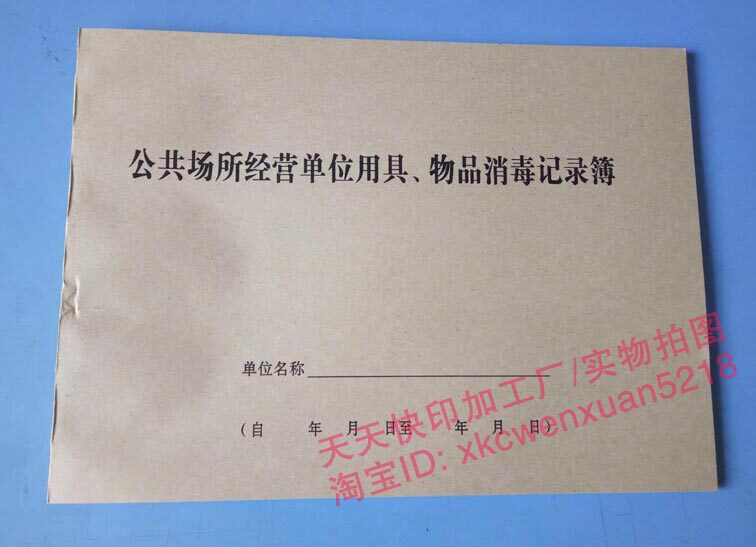 公共场所经营单位用具、物品消毒记录簿
单位名称
(自 年 月 日至 年 月 日)
天天快印加工厂/实物拍图
淘宝ID: xkcwenxuan5218